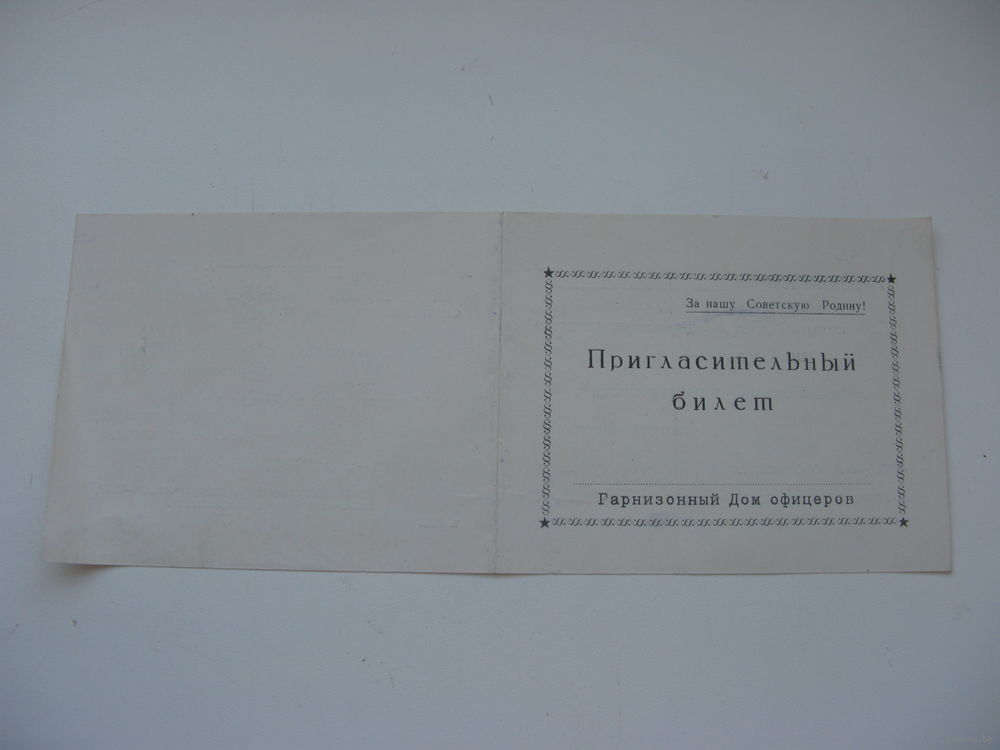 За нашу Советскую Родину!
Пригласительный
билет
Гарнизонный Дом офицеров